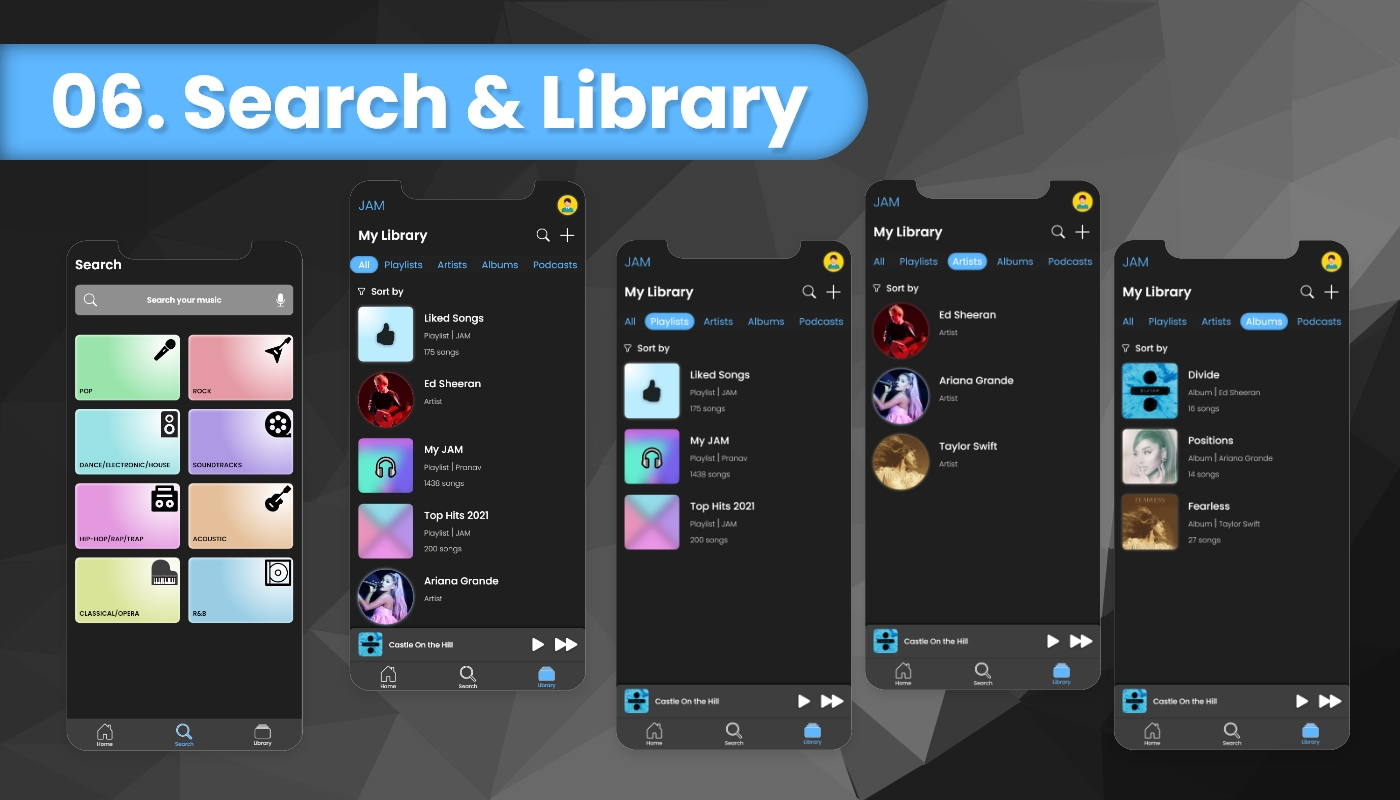 06. Search & Library
Search
Search your music
POP
ROCK
DANCE/ELECTRONIC/HOUSE
SOUNDTRACKS
HIP-HOP/RAP/TRAP
ACOUSTIC
CLASSICAL/OPERA
R&B
Home
Search
Library
JAM
My Library
All Playlists Artists Albums Podcasts
Sort by
Liked Songs
Playlist | JAM
175 songs
Ed Sheeran
Artist
My JAM
Playlist | Pranav
1438 songs
Top Hits 2021
Playlist | JAM
200 songs
Ariana Grande
Artist
Castle On the Hill
Home
Search
Library
JAM
My Library
All Playlists Artists Albums Podcasts
Sort by
Liked Songs
Playlist | JAM
175 songs
My JAM
Playlist | Pranav
1438 songs
Top Hits 2021
Playlist | JAM
200 songs
Castle On the Hill
Home
Search
Library
JAM
My Library
All Playlists Artists Albums Podcasts
Sort by
Ed Sheeran
Artist
Ariana Grande
Artist
Taylor Swift
Artist
Castle On the Hill
Home
Search
Library
JAM
My Library
All Playlists Artists Albums Podcasts
Sort by
Divide
Album | Ed Sheeran
16 songs
Positions
Album | Ariana Grande
14 songs
FEARLESS
Fearless
Album | Taylor Swift
27 songs
Castle On the Hill
Home
Search
Library